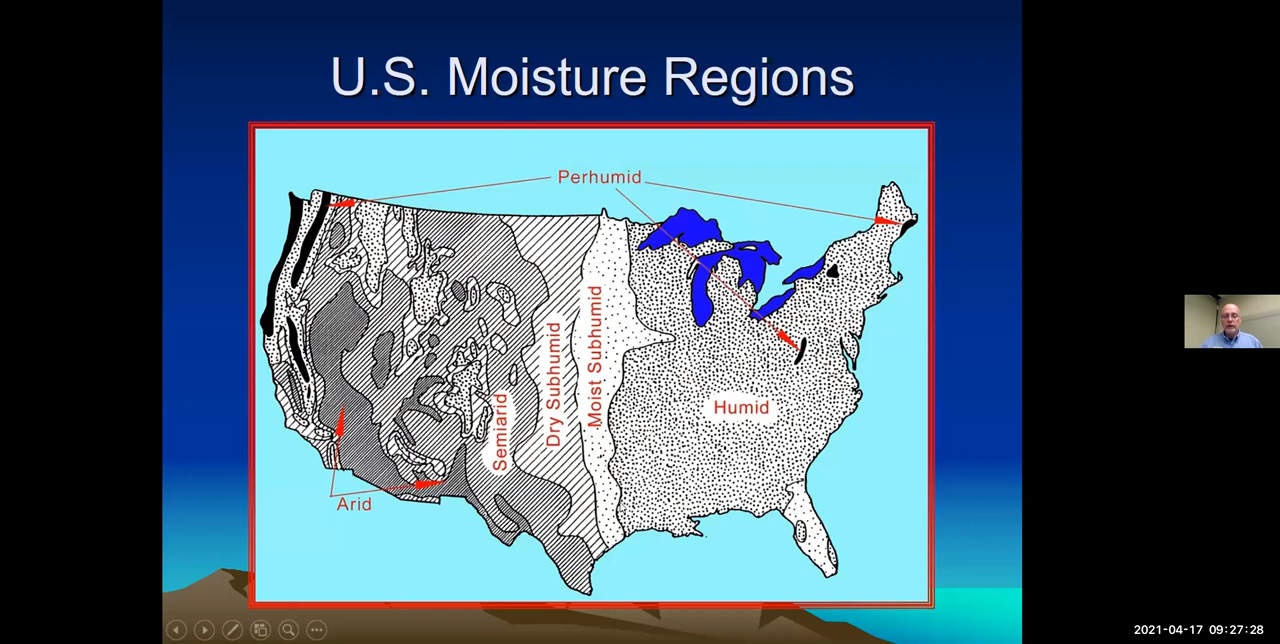 U.S. Moisture Regions
Perhumid
Semiarid
Dry Subhumid
Moist Subhumid
Humid
Arid
2021-04-17 09:27:28